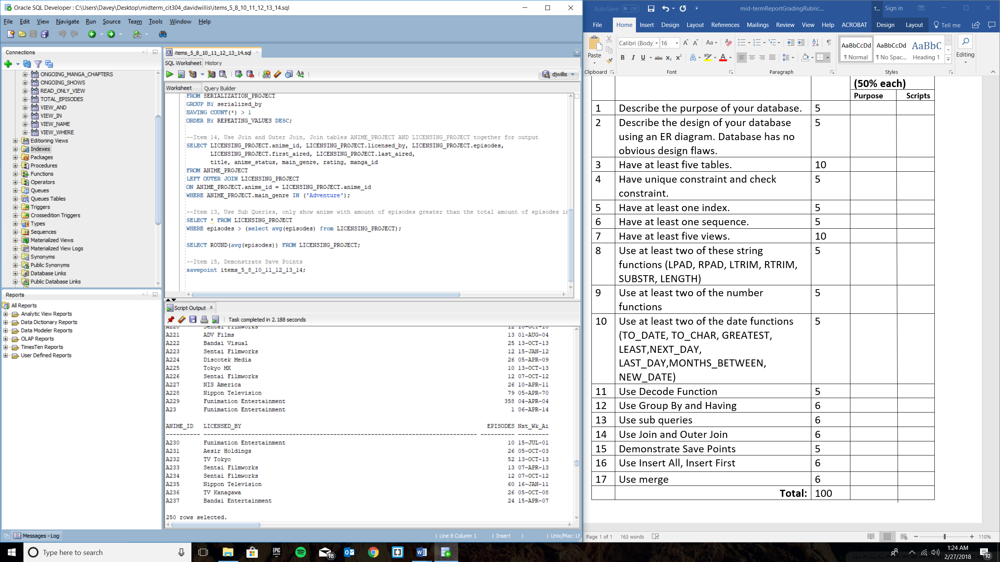 Oracle SQL Developer : C:\Users\Davey\Desktop\midterm_cit304_davidwillis\items_5_8_10_11_12_13_14.sql
File Edit View Navigate Run Source Team Tools Window Help
Connections
ONGOING_MANGA_CHAPTERS
ONGOING_SHOWS
READ_ONLY_VIEW
TOTAL_EPISODES
VIEW_AND
VIEW_IN
VIEW_NAME
VIEW_WHERE
Editioning Views
Indexes
Packages
Procedures
Functions
Operators
Queues
Queues Tables
Triggers
Crossedition Triggers
Types
Sequences
Materialized Views
Materialized View Logs
Synonyms
Public Synonyms
Database Links
Public Database Links
Reports
All Reports
Analytic View Reports
Data Dictionary Reports
Data Modeler Reports
OLAP Reports
TimesTen Reports
User Defined Reports
Messages - Log
items_5_8_10_11_12_13_14.sql
SQL Worksheet History
djwillis
Worksheet Query Builder
FROM SERIALIZATION_PROJECT
GROUP BY serialized_by
HAVING COUNT(*) > 1
ORDER BY REPEATING_VALUES DESC;
--Item 14, Use Join and Outer Join, Join tables ANIME_PROJECT AND LICENSING_PROJECT together for output
SELECT LICENSING_PROJECT.anime_id, LICENSING_PROJECT.licensed_by, LICENSING_PROJECT.episodes,
LICENSING_PROJECT.first_aired, LICENSING_PROJECT.last_aired,
title, anime_status, main_genre, rating, manga_id
FROM ANIME_PROJECT
LEFT OUTER JOIN LICENSING_PROJECT
ON ANIME_PROJECT.anime_id = LICENSING_PROJECT.anime_id
WHERE ANIME_PROJECT.main_genre IN ('Adventure');
--Item 13, Use Sub Queries, only show anime with amount of episodes greater than the total amount of episodes in
SELECT * FROM LICENSING_PROJECT
WHERE episodes > (select avg(episodes) from LICENSING_PROJECT);
SELECT ROUND(avg(episodes)) FROM LICENSING_PROJECT;
--Item 15, Demonstrate Save Points
savepoint items_5_8_10_11_12_13_14;
Script Output
Task completed in 2.188 seconds
A220 Sentai Filmworks 12 16-OCT-10
A221 ADV Films 13 01-AUG-04
A222 Bandai Visual 25 13-OCT-13
A223 Sentai Filmworks 12 15-JAN-12
A224 Discotek Media 26 05-APR-09
A225 Tokyo MX 10 13-OCT-13
A226 Sentai Filmworks 12 07-OCT-12
A227 NIS America 26 10-APR-11
A228 Nippon Television 79 05-APR-70
A229 Funimation Entertainment 358 04-APR-04
A23 Funimation Entertainment 1 06-APR-14
ANIME_ID LICENSED_BY EPISODES Nxt_Wk_Ai
---------- -------------------------------------------------------------------------------- ---------- ---------
A230 Funimation Entertainment 10 15-JUL-01
A231 Aesir Holdings 26 05-OCT-03
A232 TV Tokyo 52 13-OCT-13
A233 Sentai Filmworks 13 07-APR-13
A234 Sentai Filmworks 12 07-OCT-12
A235 Nippon Television 60 16-JAN-11
A236 TV Kanagawa 26 05-OCT-08
A237 Bandai Entertainment 24 15-APR-07
250 rows selected.
Line 8 Column 1 Insert Unix/Mac: LF
AutoSave Off mid-termReportGradingRubric... T... Sign in
File Home Insert Design Layout References Mailings Review View Help ACROBAT Design Layout Tell me
Paste Calibri (Body) 16 Aa
B I U abc x₂ x² A ab A
AaBbCcDd AaBbCcDd AaBbC
¶ Normal ¶ No Spac... Heading 1
Editing
Clipboard Font Paragraph Styles
(50% each)
Purpose Scripts
1 Describe the purpose of your database. 5
2 Describe the design of your database 5
using an ER diagram. Database has no
obvious design flaws.
3 Have at least five tables. 10
4 Have unique constraint and check 5
constraint.
5 Have at least one index. 5
6 Have at least one sequence. 5
7 Have at least five views. 10
8 Use at least two of these string 5
functions (LPAD, RPAD, LTRIM, RTRIM,
SUBSTR, LENGTH)
9 Use at least two of the number 5
functions
10 Use at least two of the date functions 5
(TO_DATE, TO_CHAR, GREATEST,
LEAST,NEXT_DAY,
LAST_DAY,MONTHS_BETWEEN,
NEW_DATE)
11 Use Decode Function 5
12 Use Group By and Having 6
13 Use sub queries 6
14 Use Join and Outer Join 6
15 Demonstrate Save Points 5
16 Use Insert All, Insert First 6
17 Use merge 6
Total: 100
Page 1 of 1 163 words 110%
Type here to search
EPIC GAMES
18
1:24 AM
2/27/2018
10